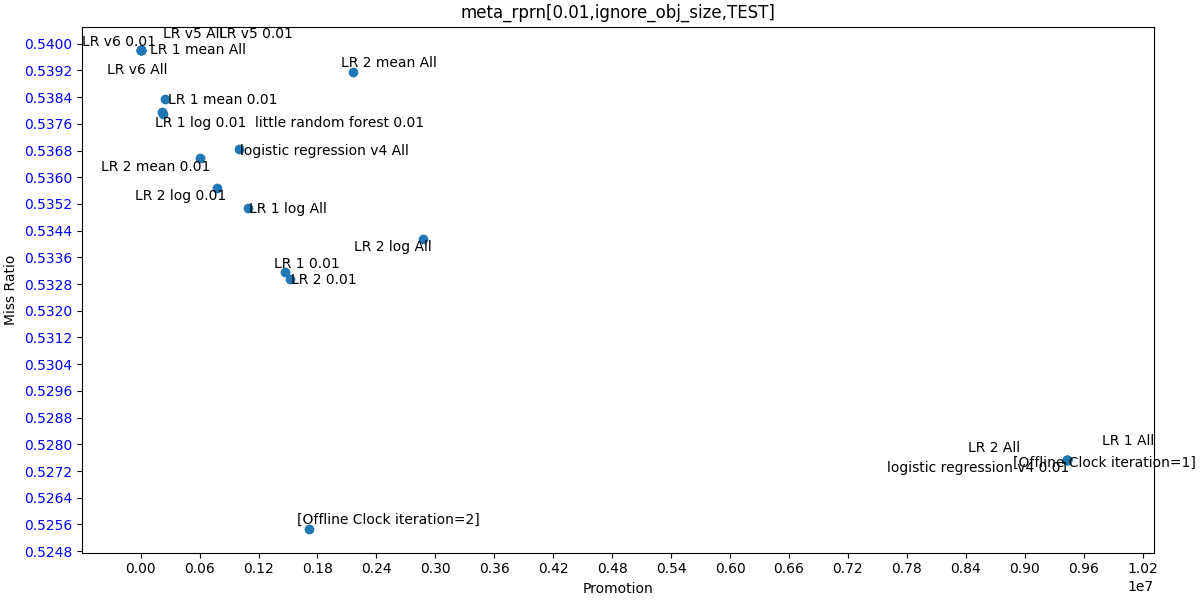 meta_rprn[0.01,ignore_obj_size,TEST]
LR v5 All LR v5 0.01
LR v6 0.01
LR 1 mean All
LR v6 All
LR 2 mean All
LR 1 mean 0.01
LR 1 log 0.01 little random forest 0.01
logistic regression v4 All
LR 2 mean 0.01
LR 2 log 0.01
LR 1 log All
LR 2 log All
LR 1 0.01
LR 2 0.01
LR 1 All
LR 2 All
[Offline Clock iteration=1]
logistic regression v4 0.01
[Offline Clock iteration=2]
0.5400
0.5392
0.5384
0.5376
0.5368
0.5360
0.5352
0.5344
0.5336
0.5328
0.5320
0.5312
0.5304
0.5296
0.5288
0.5280
0.5272
0.5264
0.5256
0.5248
Miss Ratio
0.00 0.06 0.12 0.18 0.24 0.30 0.36 0.42 0.48 0.54 0.60 0.66 0.72 0.78 0.84 0.90 0.96 1.02
1e7
Promotion